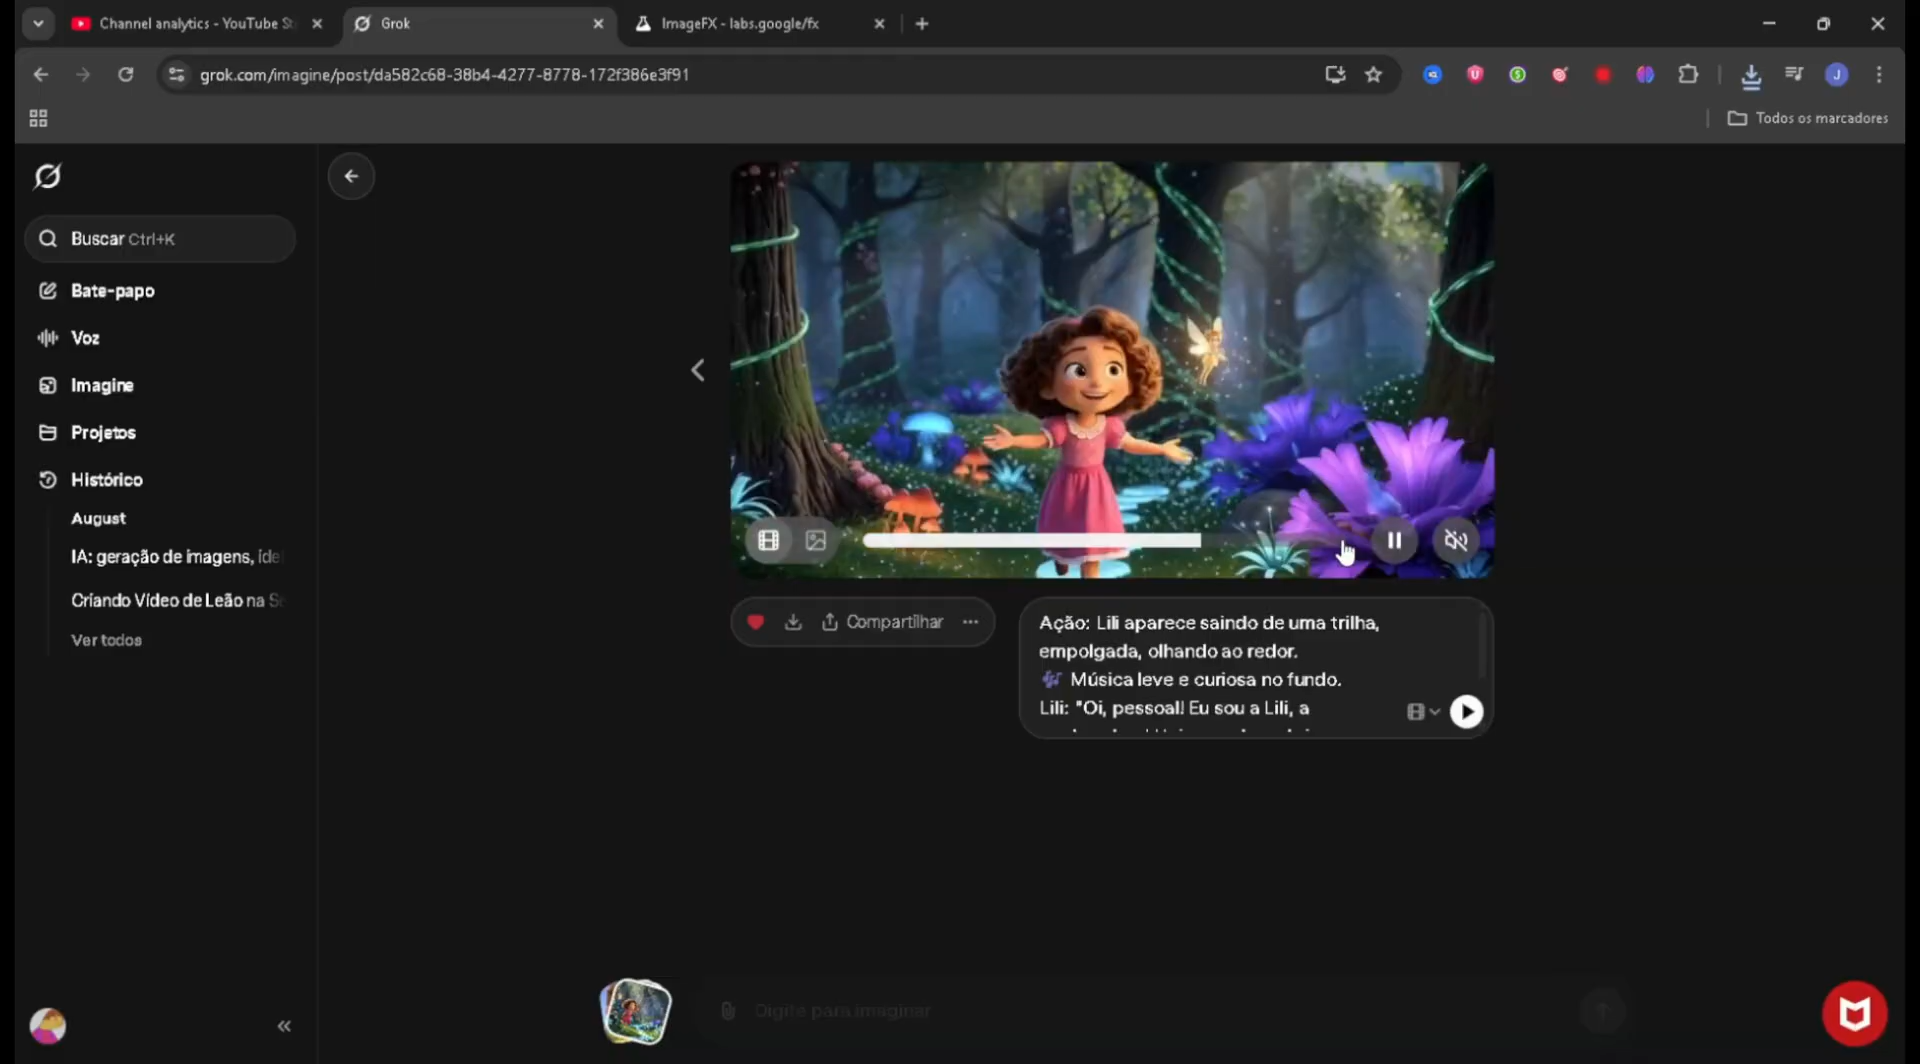 Channel analytics - YouTube St
Grok
ImageFX - labs.google/fx
grok.com/imagine/post/da582c68-38b4-4277-8778-172f386e3f91
J
Todos os marcadores
Buscar Ctrl+K
Bate-papo
Voz
Imagine
Projetos
Histórico
August
IA: geração de imagens, ide
Criando Vídeo de Leão na S
Ver todos
Compartilhar
Ação: Lili aparece saindo de uma trilha,
empolgada, olhando ao redor.
🎶 Música leve e curiosa no fundo.
Lili: "Oi, pessoal! Eu sou a Lili, a
Digite para imaginar